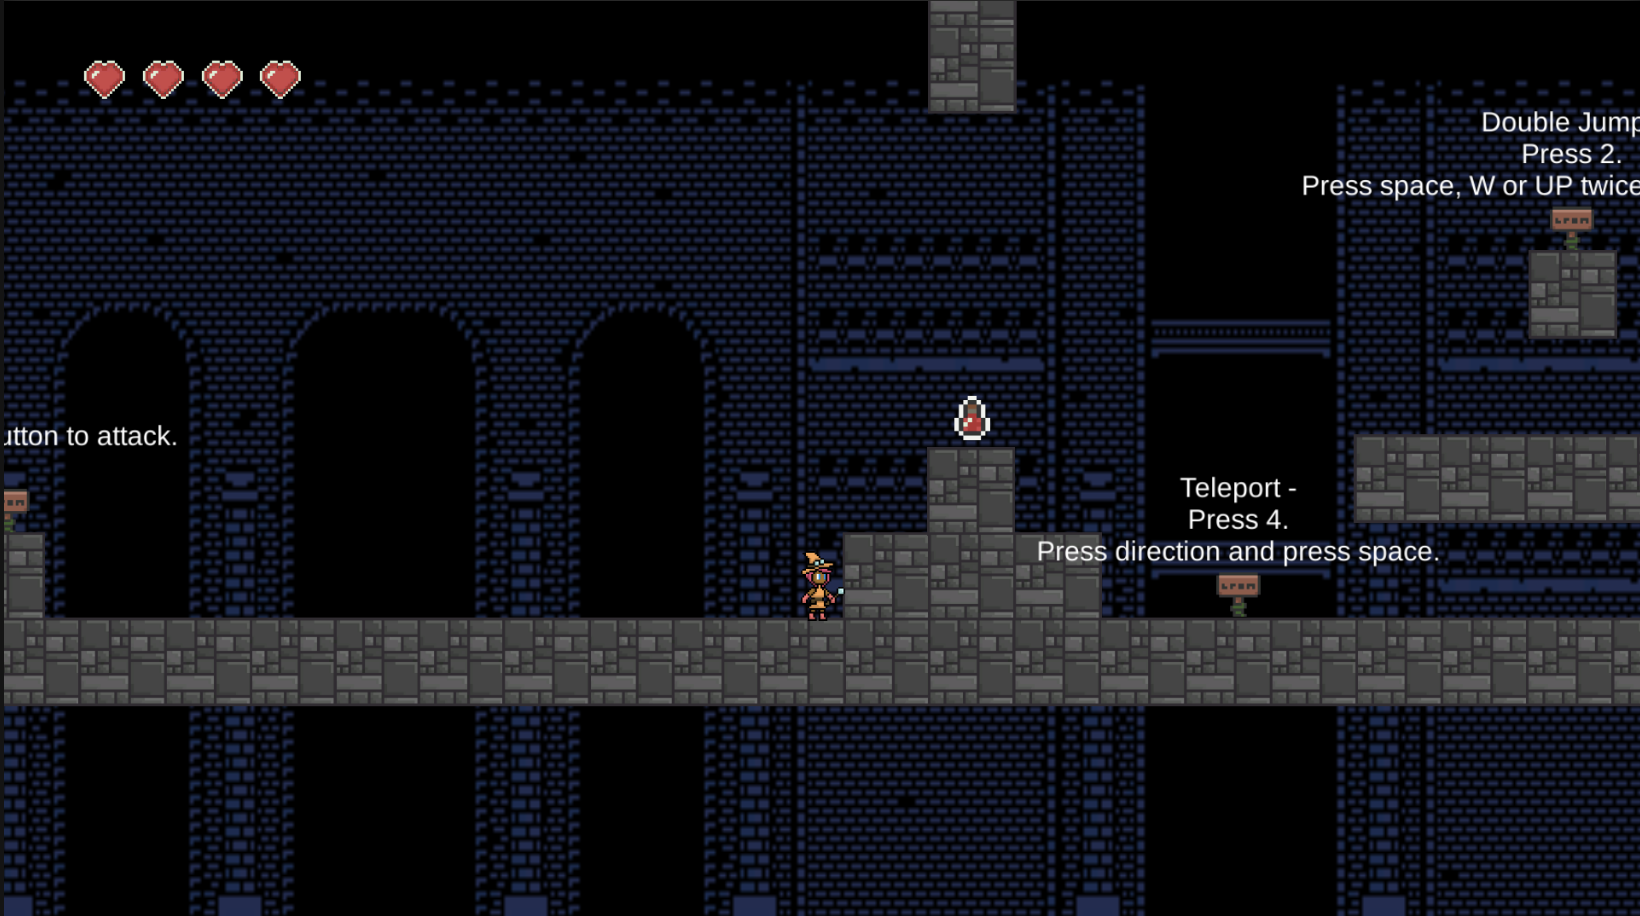 utton to attack.
Teleport -
Press 4.
Press direction and press space.
Double Jump
Press 2.
Press space, W or UP twice